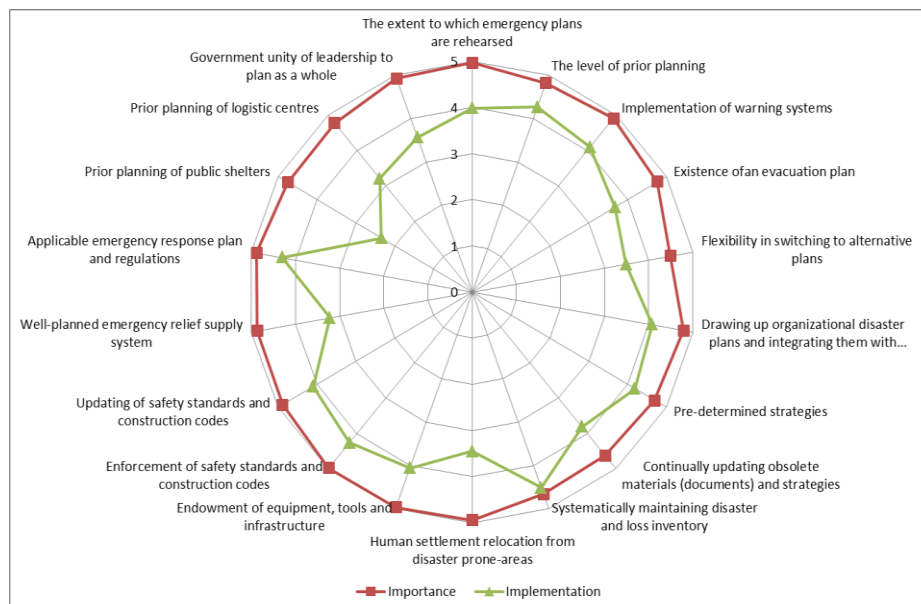 The extent to which emergency plans
are rehearsed
The level of prior planning
Implementation of warning systems
Existence ofan evacuation plan
Flexibility in switching to alternative
plans
Drawing up organizational disaster
plans and integrating them with...
Pre-determined strategies
Continually updating obsolete
materials (documents) and strategies
Systematically maintaining disaster
and loss inventory
Human settlement relocation from
disaster prone-areas
Endowment of equipment, tools and
infrastructure
Enforcement of safety standards and
construction codes
Updating of safety standards and
construction codes
Well-planned emergency relief supply
system
Applicable emergency response plan
and regulations
Prior planning of public shelters
Prior planning of logistic centres
Government unity of leadership to
plan as a whole
5
4
3
2
1
0
Importance
Implementation